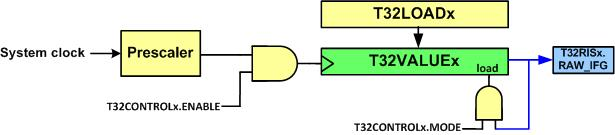 T32LOADx
System clock
Prescaler
T32VALUEx
load
T32RISx.
RAW_IFG
T32CONTROLx.ENABLE
T32CONTROLx.MODE